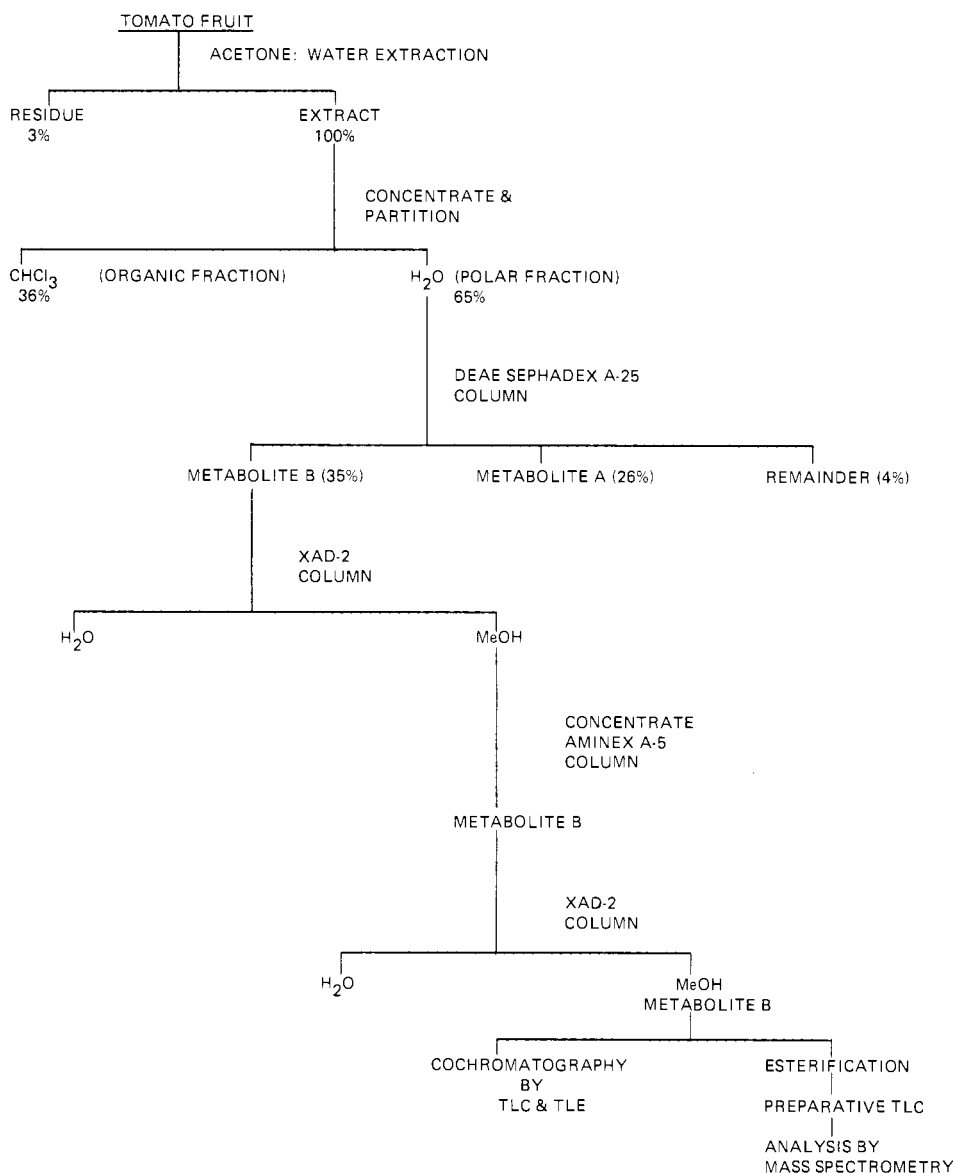 TOMATO FRUIT
ACETONE: WATER EXTRACTION
RESIDUE
3%
EXTRACT
100%
CONCENTRATE &
PARTITION
CHCl3 (ORGANIC FRACTION)
36%
H2O (POLAR FRACTION)
65%
DEAE SEPHADEX A-25
COLUMN
METABOLITE B (35%)
METABOLITE A (26%)
REMAINDER (4%)
XAD-2
COLUMN
H2O
MeOH
CONCENTRATE
AMINEX A-5
COLUMN
METABOLITE B
XAD-2
COLUMN
H2O
MeOH
METABOLITE B
COCHROMATOGRAPHY
BY
TLC & TLE
ESTERIFICATION
PREPARATIVE TLC
ANALYSIS BY
MASS SPECTROMETRY